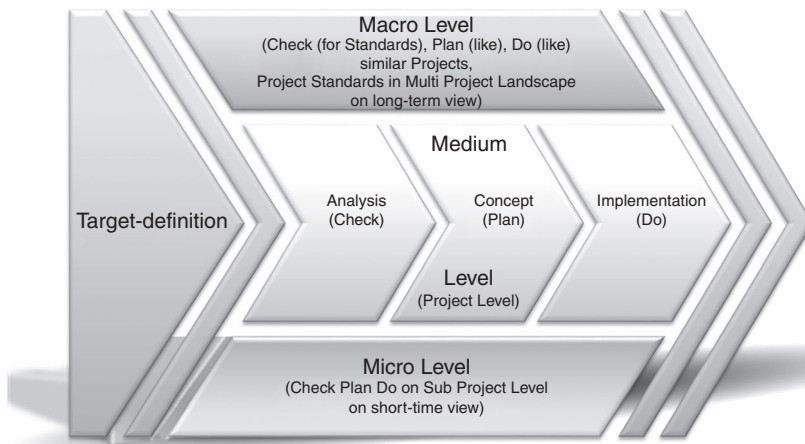 Macro Level
(Check (for Standards), Plan (like), Do (like)
similar Projects,
Project Standards in Multi Project Landscape
on long-term view)
Target-definition
Medium
Analysis
(Check)
Concept
(Plan)
Implementation
(Do)
Level
(Project Level)
Micro Level
(Check Plan Do on Sub Project Level
on short-time view)